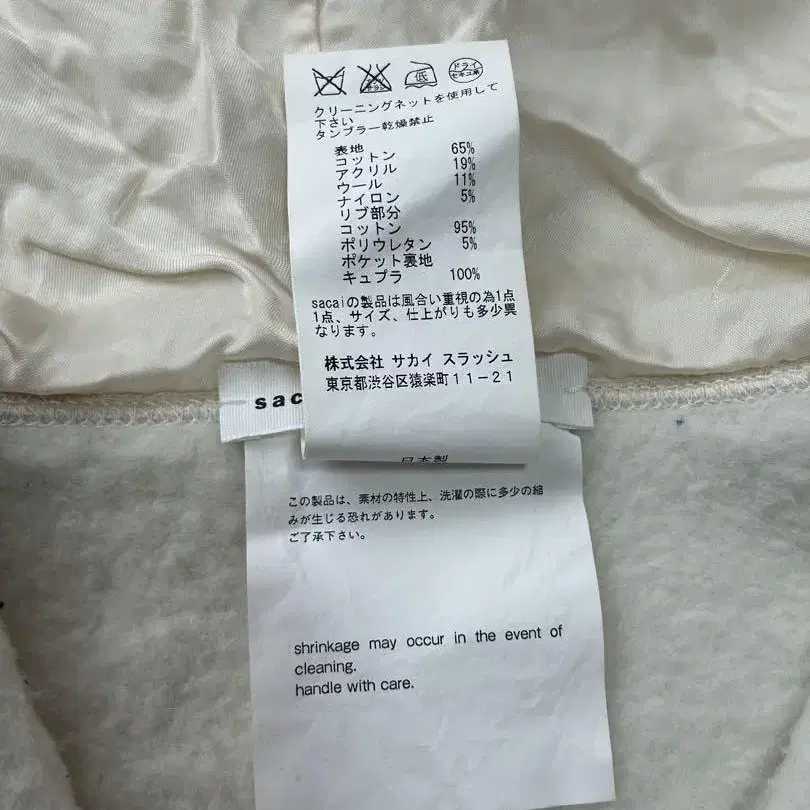 エンソ
サラシ
低
ドライ
セキユ系
クリーニングネットを使用して
下さい
タンブラー乾燥禁止
表地
コットン 65%
アクリル 19%
ウール 11%
ナイロン 5%
リブ部分
コットン 95%
ポリウレタン 5%
ポケット裏地
キュプラ 100%
sacaiの製品は風合い重視の為1点
1点、サイズ、仕上がりも多少異
なります。
株式会社 サカイ スラッシュ
東京都渋谷区猿楽町11-21
sac
日本製
この製品は、素材の特性上、洗濯の際に多少の縮
みが生じる恐れがあります。
ご了承下さい。
shrinkage may occur in the event of
cleaning.
handle with care.